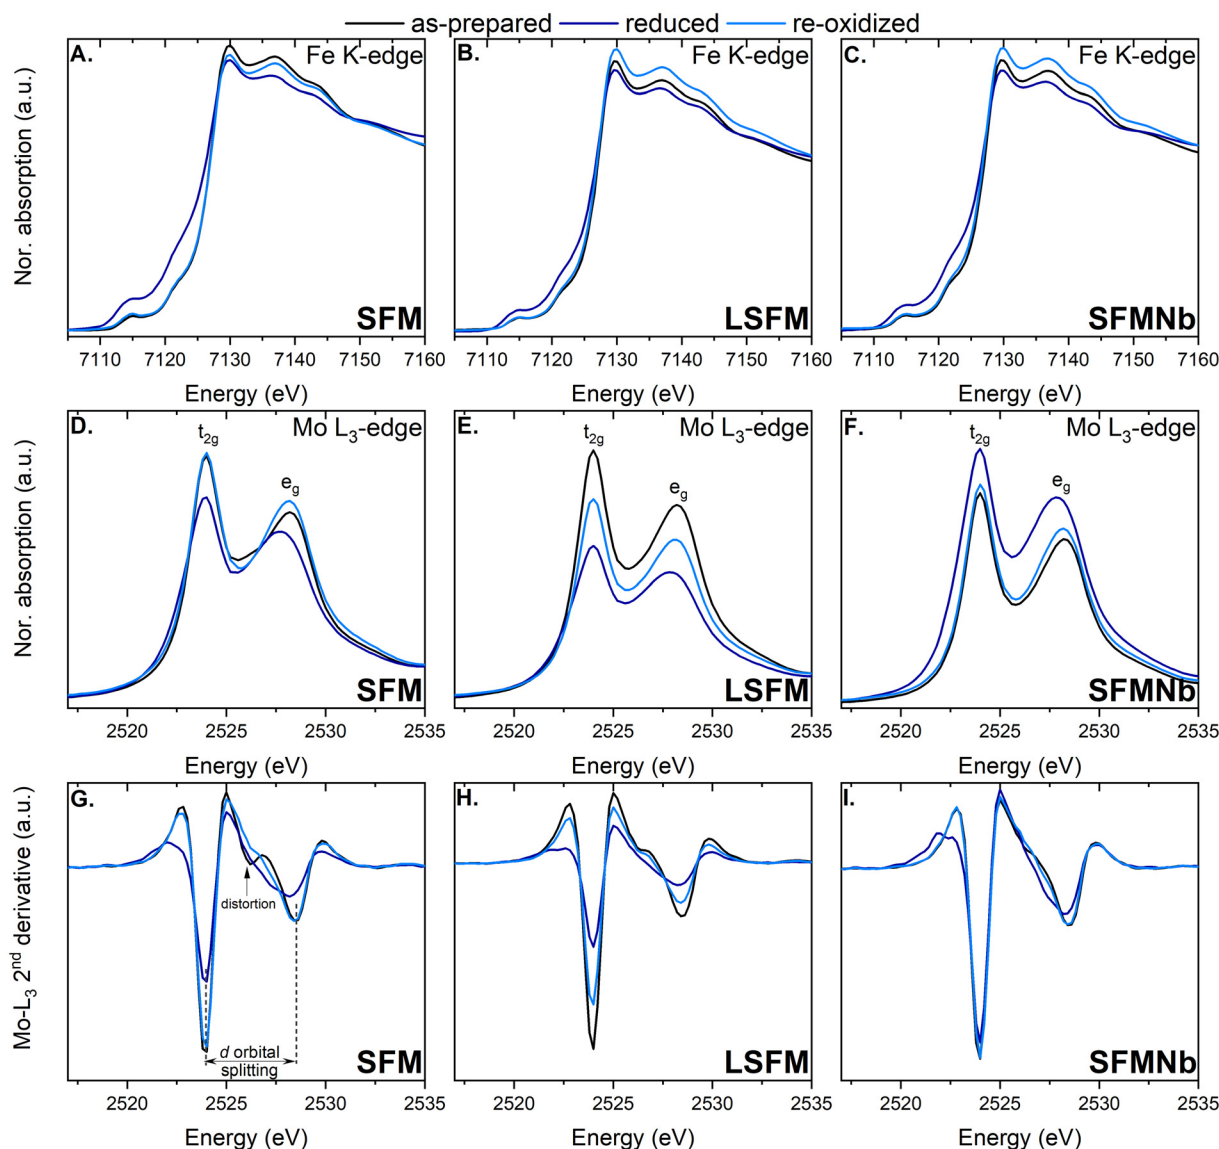 as-prepared reduced re-oxidized
A. Fe K-edge
B. Fe K-edge
C. Fe K-edge
Nor. absorption (a.u.)
SFM
LSFM
SFMNb
7110 7120 7130 7140 7150 7160
7110 7120 7130 7140 7150 7160
7110 7120 7130 7140 7150 7160
Energy (eV)
Energy (eV)
Energy (eV)
D. Mo L3-edge
t2g
eg
E. Mo L3-edge
t2g
eg
F. Mo L3-edge
t2g
eg
Nor. absorption (a.u.)
SFM
LSFM
SFMNb
2520 2525 2530 2535
2520 2525 2530 2535
2520 2525 2530 2535
Energy (eV)
Energy (eV)
Energy (eV)
G.
H.
I.
Mo-L3 2nd derivative (a.u.)
distortion
d orbital
splitting
SFM
LSFM
SFMNb
2520 2525 2530 2535
2520 2525 2530 2535
2520 2525 2530 2535
Energy (eV)
Energy (eV)
Energy (eV)